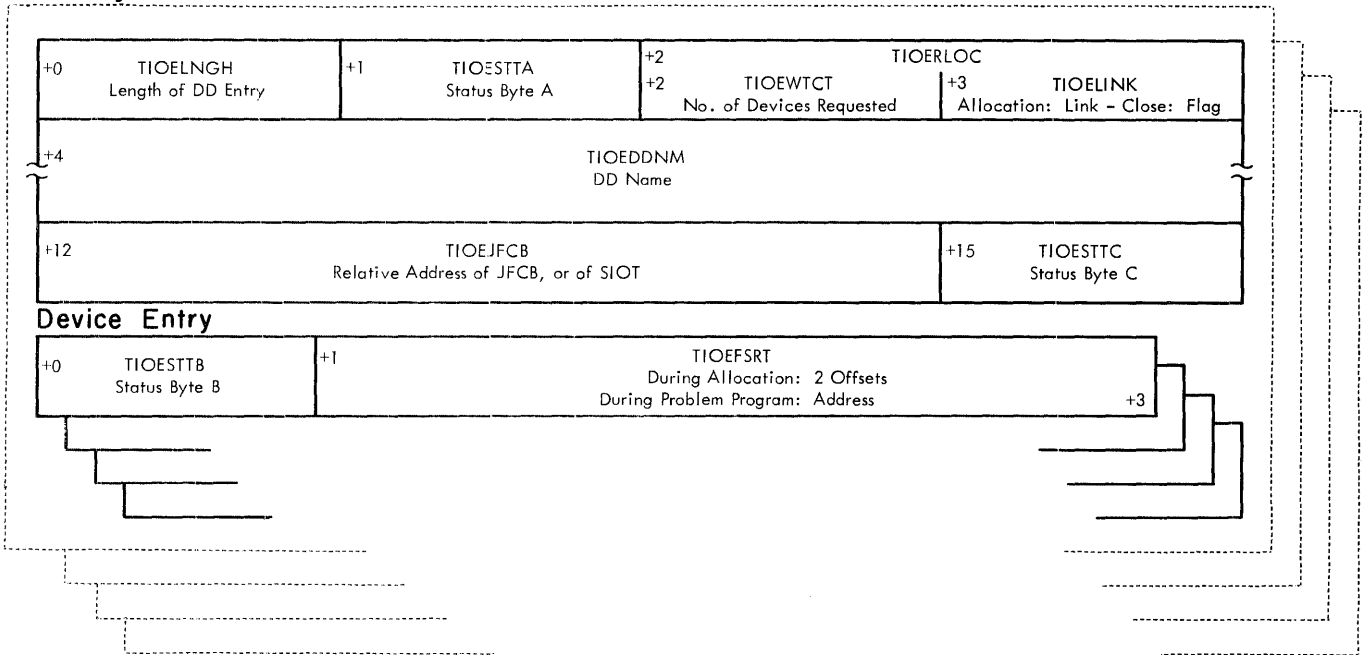 +0 TIOELNGH
Length of DD Entry
+1 TIOESTTA
Status Byte A
+2 TIOERLOC
+2 TIOEWTCT
No. of Devices Requested
+3 TIOELINK
Allocation: Link - Close: Flag
+4 TIOEDDNM
DD Name
+12 TIOEJFCB
Relative Address of JFCB, or of SIOT
+15 TIOESTTC
Status Byte C
Device Entry
+0 TIOESTTB
Status Byte B
+1 TIOEFSRT
During Allocation: 2 Offsets
During Problem Program: Address +3